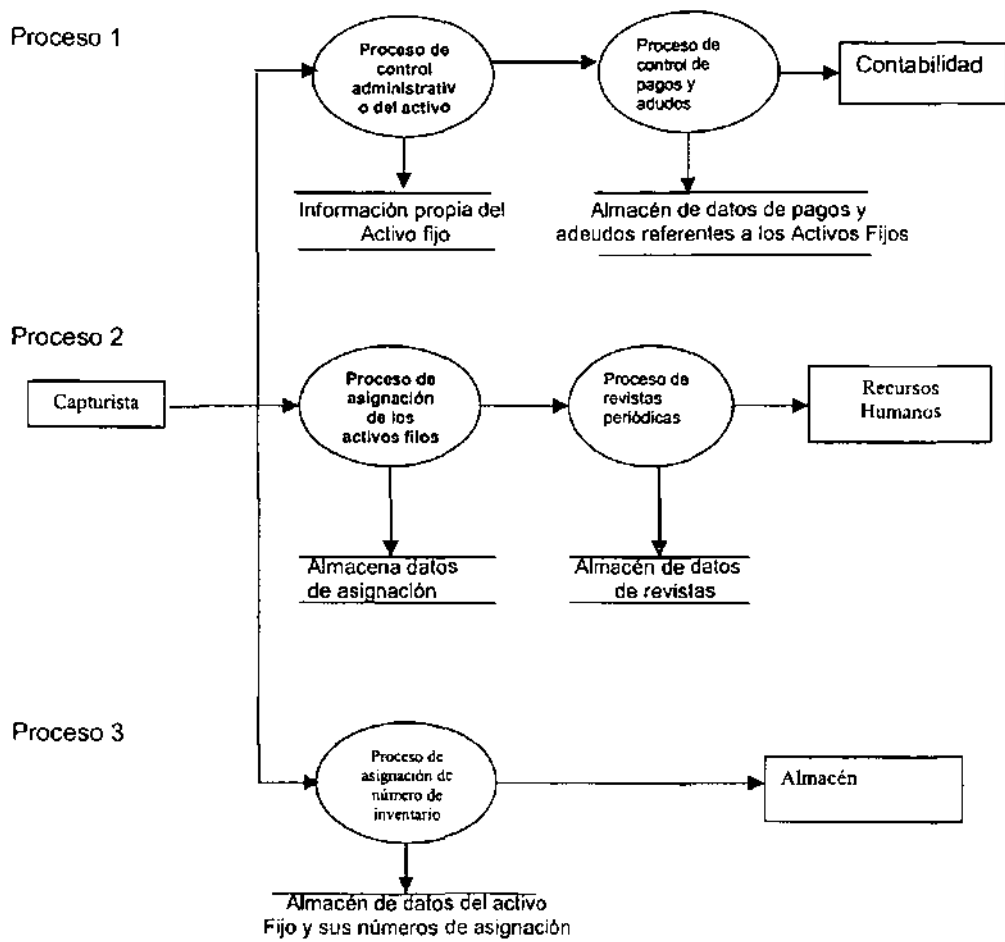 Proceso 1
Proceso de
control
administrativ
o del activo
Proceso de
control de
pagos y
adudos
Contabilidad
Información propia del
Activo fijo
Almacén de datos de pagos y
adeudos referentes a los Activos Fijos
Proceso 2
Capturista
Proceso de
asignación
de los
activos filos
Proceso de
revistas
periódicas
Recursos
Humanos
Almacena datos
de asignación
Almacén de datos
de revistas
Proceso 3
Proceso de
asignación de
número de
inventario
Almacén
Almacén de datos del activo
Fijo y sus números de asignación